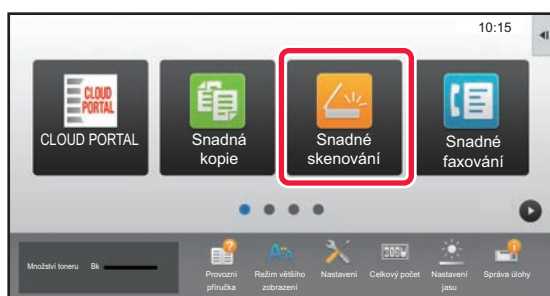 10:15
CLOUD
PORTAL
CLOUD PORTAL
Snadná
kopie
Snadné
skenování
Snadné
faxování
Množství toneru Bk
Provozní
příručka
Režim většího
zobrazení
Nastavení
Celkový počet
Nastavení
jasu
Správa úlohy